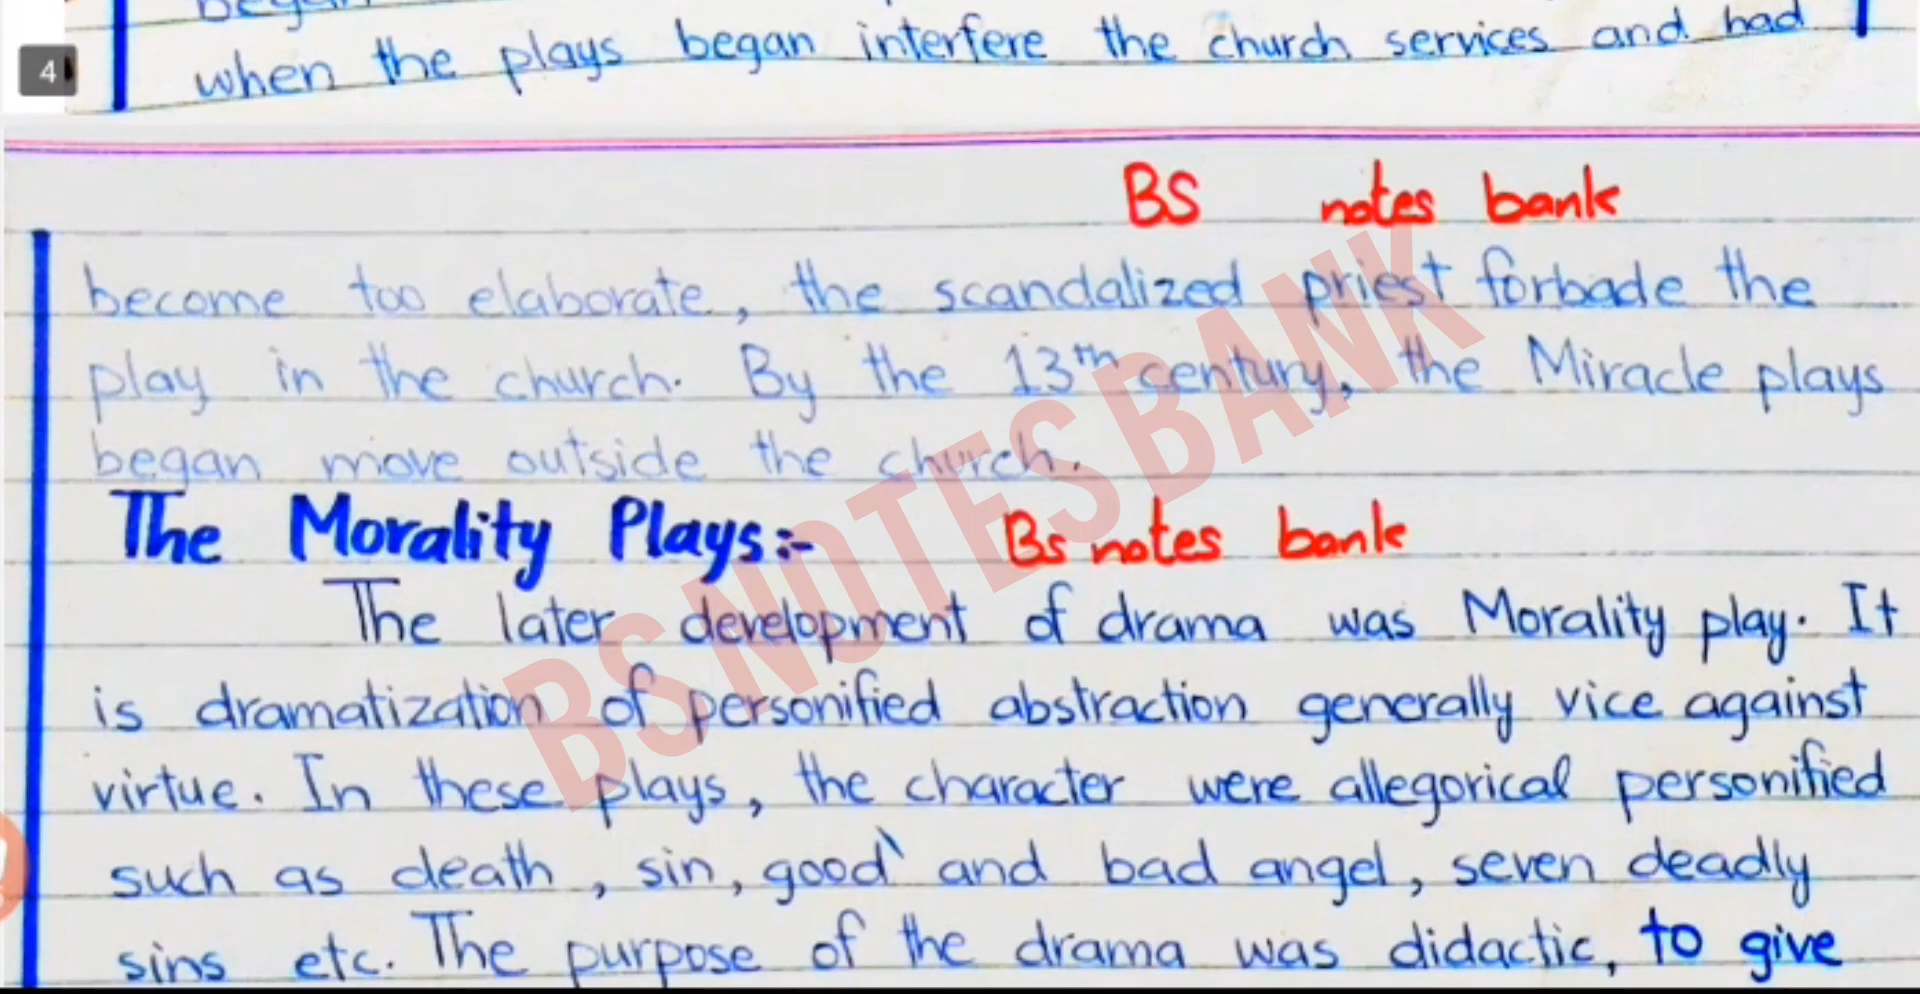 began
when the plays began interfere the church services and had
4
BS notes bank
become too elaborate, the scandalized priest forbade the
play in the church. By the 13th century, the Miracle plays
began move outside the church.
The Morality Plays:-
Bs notes bank
The later development of drama was Morality play. It
is dramatization of personified abstraction generally vice against
virtue. In these plays, the character were allegorical personified
such as death, sin, good and bad angel, seven deadly
sins etc. The purpose of the drama was didactic, to give
BSNOTES BANK